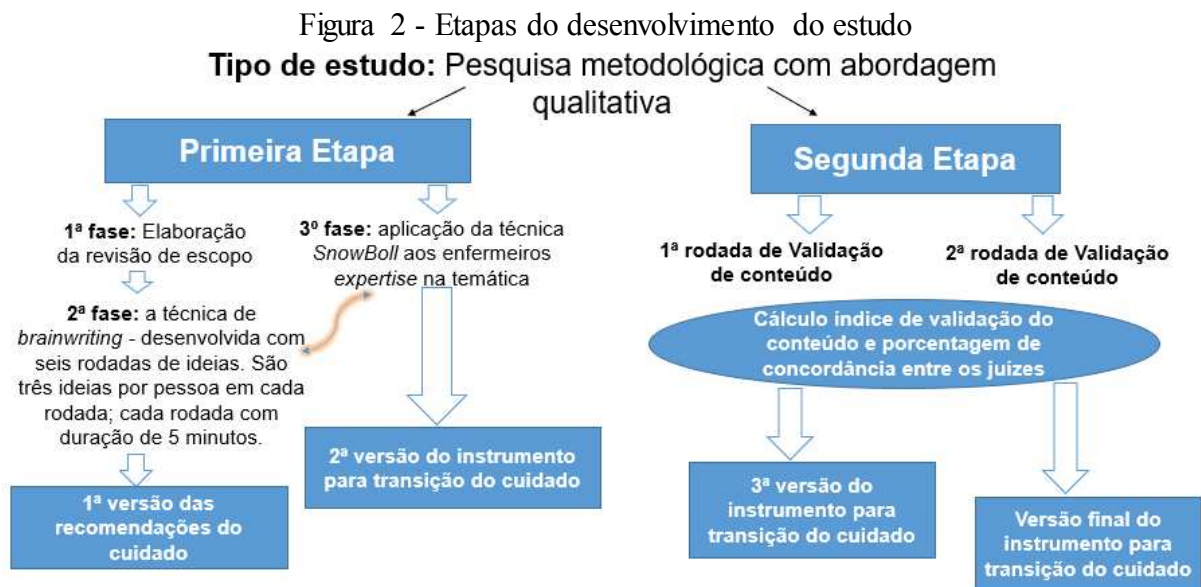 Figura 2 - Etapas do desenvolvimento do estudo
Tipo de estudo: Pesquisa metodológica com abordagem
qualitativa
Primeira Etapa
1ª fase: Elaboração
da revisão de escopo
2ª fase: a técnica de
brainwriting - desenvolvida com
seis rodadas de ideias. São
três ideias por pessoa em cada
rodada; cada rodada com
duração de 5 minutos.
1ª versão das
recomendações do
cuidado
3º fase: aplicação da técnica
SnowBoll aos enfermeiros
expertise na temática
2ª versão do instrumento
para transição do cuidado
Segunda Etapa
1ª rodada de Validação
de conteúdo
2ª rodada de Validação
de conteúdo
Cálculo índice de validação do
conteúdo e porcentagem de
concordância entre os juízes
3ª versão do
instrumento para
transição do cuidado
Versão final do
instrumento para
transição do cuidado